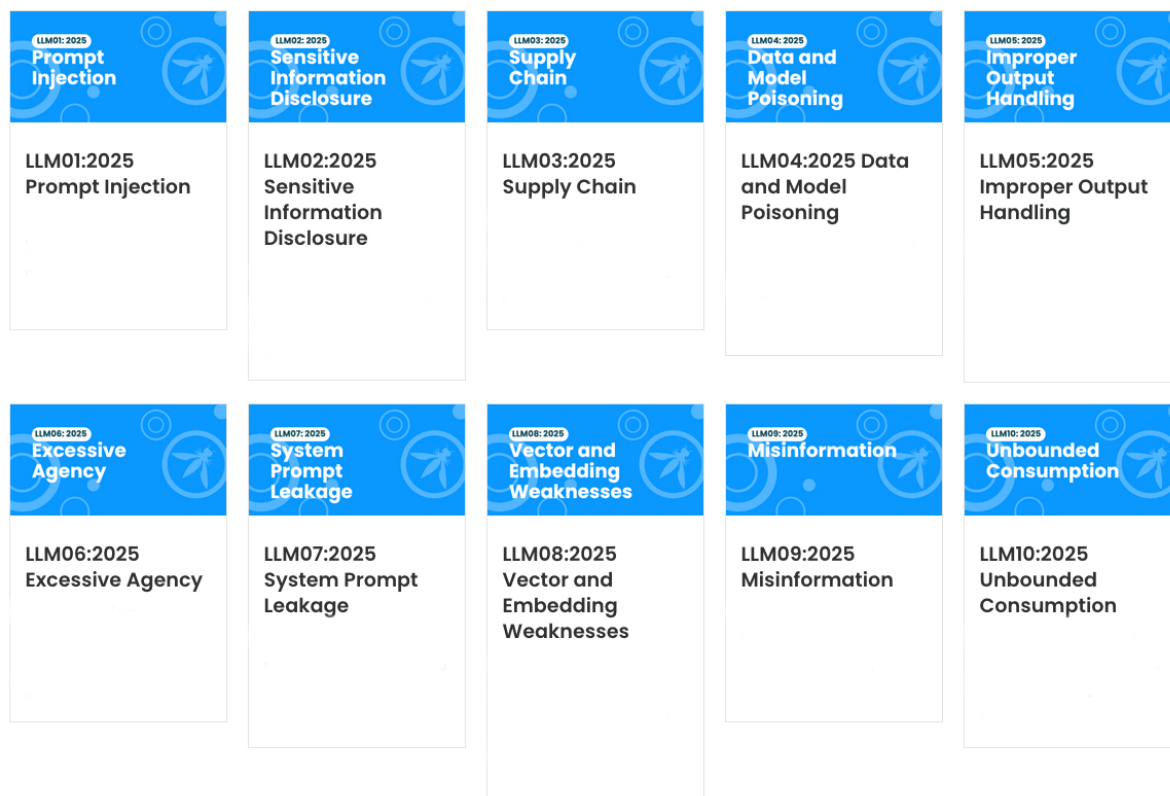 LLM01: 2025
Prompt
Injection
LLM01:2025
Prompt Injection
LLM02: 2025
Sensitive
Information
Disclosure
LLM02:2025
Sensitive
Information
Disclosure
LLM03: 2025
Supply
Chain
LLM03:2025
Supply Chain
LLM04: 2025
Data and
Model
Poisoning
LLM04:2025 Data
and Model
Poisoning
LLM05: 2025
Improper
Output
Handling
LLM05:2025
Improper Output
Handling
LLM06: 2025
Excessive
Agency
LLM06:2025
Excessive Agency
LLM07: 2025
System
Prompt
Leakage
LLM07:2025
System Prompt
Leakage
LLM08: 2025
Vector and
Embedding
Weaknesses
LLM08:2025
Vector and
Embedding
Weaknesses
LLM09: 2025
Misinformation
LLM09:2025
Misinformation
LLM10: 2025
Unbounded
Consumption
LLM10:2025
Unbounded
Consumption